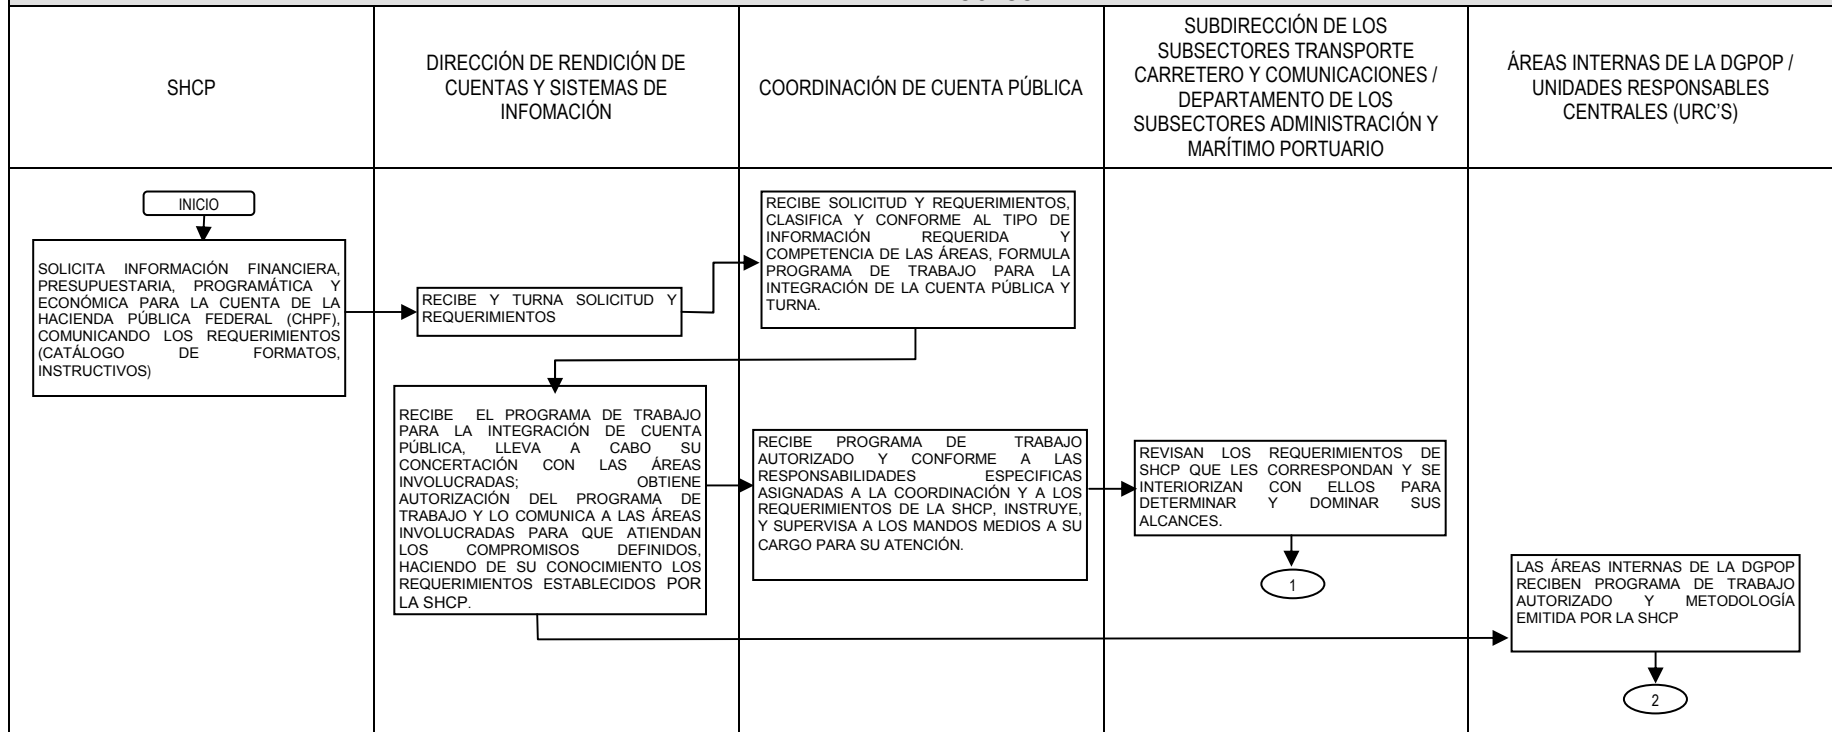 SHCP
DIRECCIÓN DE RENDICIÓN DE
CUENTAS Y SISTEMAS DE
INFOMACIÓN
COORDINACIÓN DE CUENTA PÚBLICA
SUBDIRECCIÓN DE LOS
SUBSECTORES TRANSPORTE
CARRETERO Y COMUNICACIONES /
DEPARTAMENTO DE LOS
SUBSECTORES ADMINISTRACIÓN Y
MARÍTIMO PORTUARIO
ÁREAS INTERNAS DE LA DGPOP /
UNIDADES RESPONSABLES
CENTRALES (URC'S)
INICIO
SOLICITA INFORMACIÓN FINANCIERA,
PRESUPUESTARIA, PROGRAMÁTICA Y
ECONÓMICA PARA LA CUENTA DE LA
HACIENDA PÚBLICA FEDERAL (CHPF),
COMUNICANDO LOS REQUERIMIENTOS
(CATÁLOGO DE FORMATOS,
INSTRUCTIVOS)
RECIBE Y TURNA SOLICITUD Y
REQUERIMIENTOS
RECIBE SOLICITUD Y REQUERIMIENTOS,
CLASIFICA Y CONFORME AL TIPO DE
INFORMACIÓN REQUERIDA Y
COMPETENCIA DE LAS ÁREAS, FORMULA
PROGRAMA DE TRABAJO PARA LA
INTEGRACIÓN DE LA CUENTA PÚBLICA Y
TURNA.
RECIBE EL PROGRAMA DE TRABAJO
PARA LA INTEGRACIÓN DE CUENTA
PÚBLICA, LLEVA A CABO SU
CONCERTACIÓN CON LAS ÁREAS
INVOLUCRADAS; OBTIENE
AUTORIZACIÓN DEL PROGRAMA DE
TRABAJO Y LO COMUNICA A LAS ÁREAS
INVOLUCRADAS PARA QUE ATIENDAN
LOS COMPROMISOS DEFINIDOS,
HACIENDO DE SU CONOCIMIENTO LOS
REQUERIMIENTOS ESTABLECIDOS POR
LA SHCP.
RECIBE PROGRAMA DE TRABAJO
AUTORIZADO Y CONFORME A LAS
RESPONSABILIDADES ESPECIFICAS
ASIGNADAS A LA COORDINACIÓN Y A LOS
REQUERIMIENTOS DE LA SHCP, INSTRUYE,
Y SUPERVISA A LOS MANDOS MEDIOS A SU
CARGO PARA SU ATENCIÓN.
REVISAN LOS REQUERIMIENTOS DE
SHCP QUE LES CORRESPONDAN Y SE
INTERIORIZAN CON ELLOS PARA
DETERMINAR Y DOMINAR SUS
ALCANCES.
1
LAS ÁREAS INTERNAS DE LA DGPOP
RECIBEN PROGRAMA DE TRABAJO
AUTORIZADO Y METODOLOGÍA
EMITIDA POR LA SHCP
2